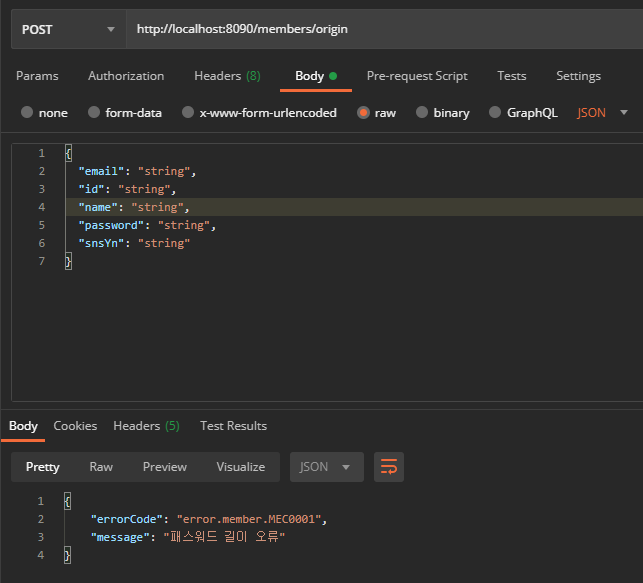 POST http://localhost:8090/members/origin
Params Authorization Headers (8) Body Pre-request Script Tests Settings
none form-data x-www-form-urlencoded raw binary GraphQL JSON
1 {
2 "email": "string",
3 "id": "string",
4 "name": "string",
5 "password": "string",
6 "snsYn": "string"
7 }
Body Cookies Headers (5) Test Results
Pretty Raw Preview Visualize JSON
1 {
2 "errorCode": "error.member.MEC0001",
3 "message": "패스워드 길이 오류"
4 }